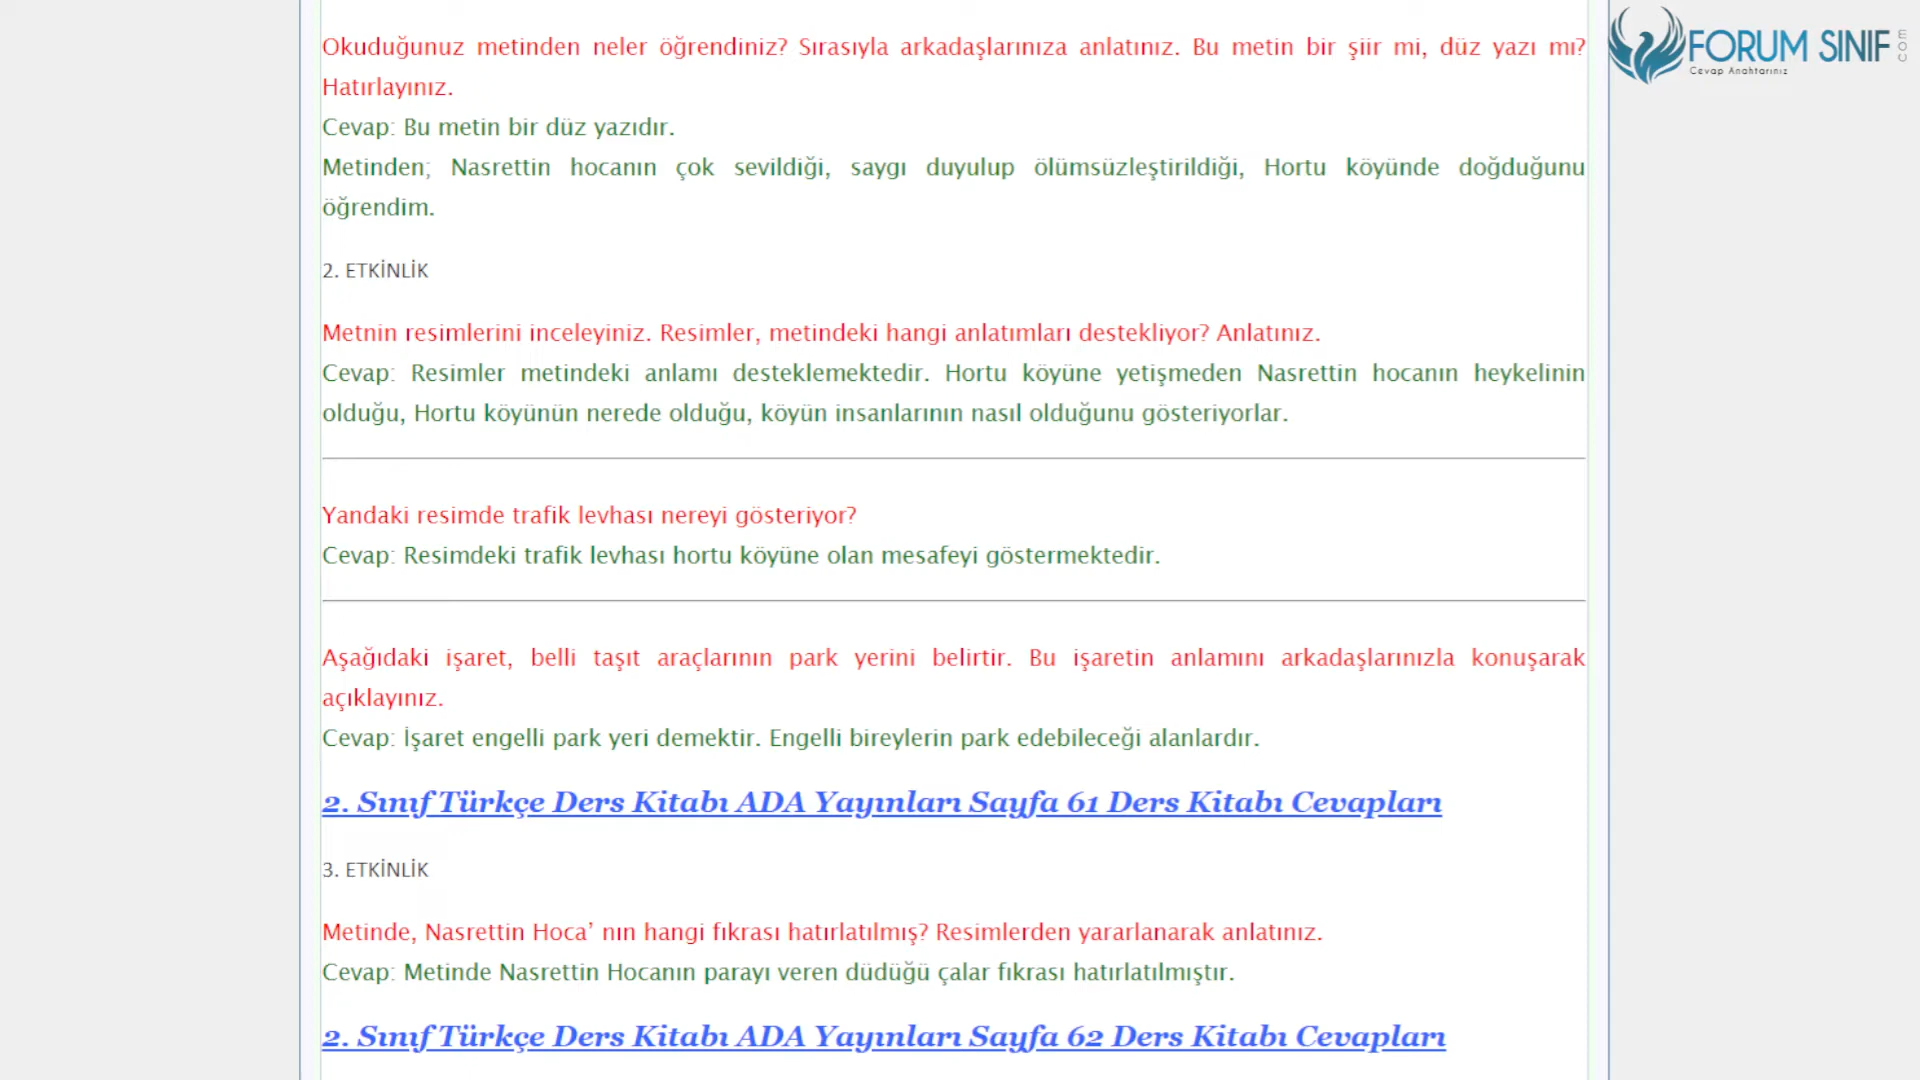 Okuduğunuz metinden neler öğrendiniz? Sırasıyla arkadaşlarınıza anlatınız. Bu metin bir şiir mi, düz yazı mı?
Hatırlayınız.
Cevap: Bu metin bir düz yazıdır.
Metinden; Nasrettin hocanın çok sevildiği, saygı duyulup ölümsüzleştirildiği, Hortu köyünde doğduğunu
öğrendim.
2. ETKİNLİK
Metnin resimlerini inceleyiniz. Resimler, metindeki hangi anlatımları destekliyor? Anlatınız.
Cevap: Resimler metindeki anlamı desteklemektedir. Hortu köyüne yetişmeden Nasrettin hocanın heykelinin
olduğu, Hortu köyünün nerede olduğu, köyün insanlarının nasıl olduğunu gösteriyorlar.
Yandaki resimde trafik levhası nereyi gösteriyor?
Cevap: Resimdeki trafik levhası hortu köyüne olan mesafeyi göstermektedir.
Aşağıdaki işaret, belli taşıt araçlarının park yerini belirtir. Bu işaretin anlamını arkadaşlarınızla konuşarak
açıklayınız.
Cevap: İşaret engelli park yeri demektir. Engelli bireylerin park edebileceği alanlardır.
2. Sınıf Türkçe Ders Kitabı ADA Yayınları Sayfa 61 Ders Kitabı Cevapları
3. ETKİNLİK
Metinde, Nasrettin Hoca’ nın hangi fıkrası hatırlatılmış? Resimlerden yararlanarak anlatınız.
Cevap: Metinde Nasrettin Hocanın parayı veren düdüğü çalar fıkrası hatırlatılmıştır.
2. Sınıf Türkçe Ders Kitabı ADA Yayınları Sayfa 62 Ders Kitabı Cevapları
FORUM SINIF
com
Cevap Anahtarınız